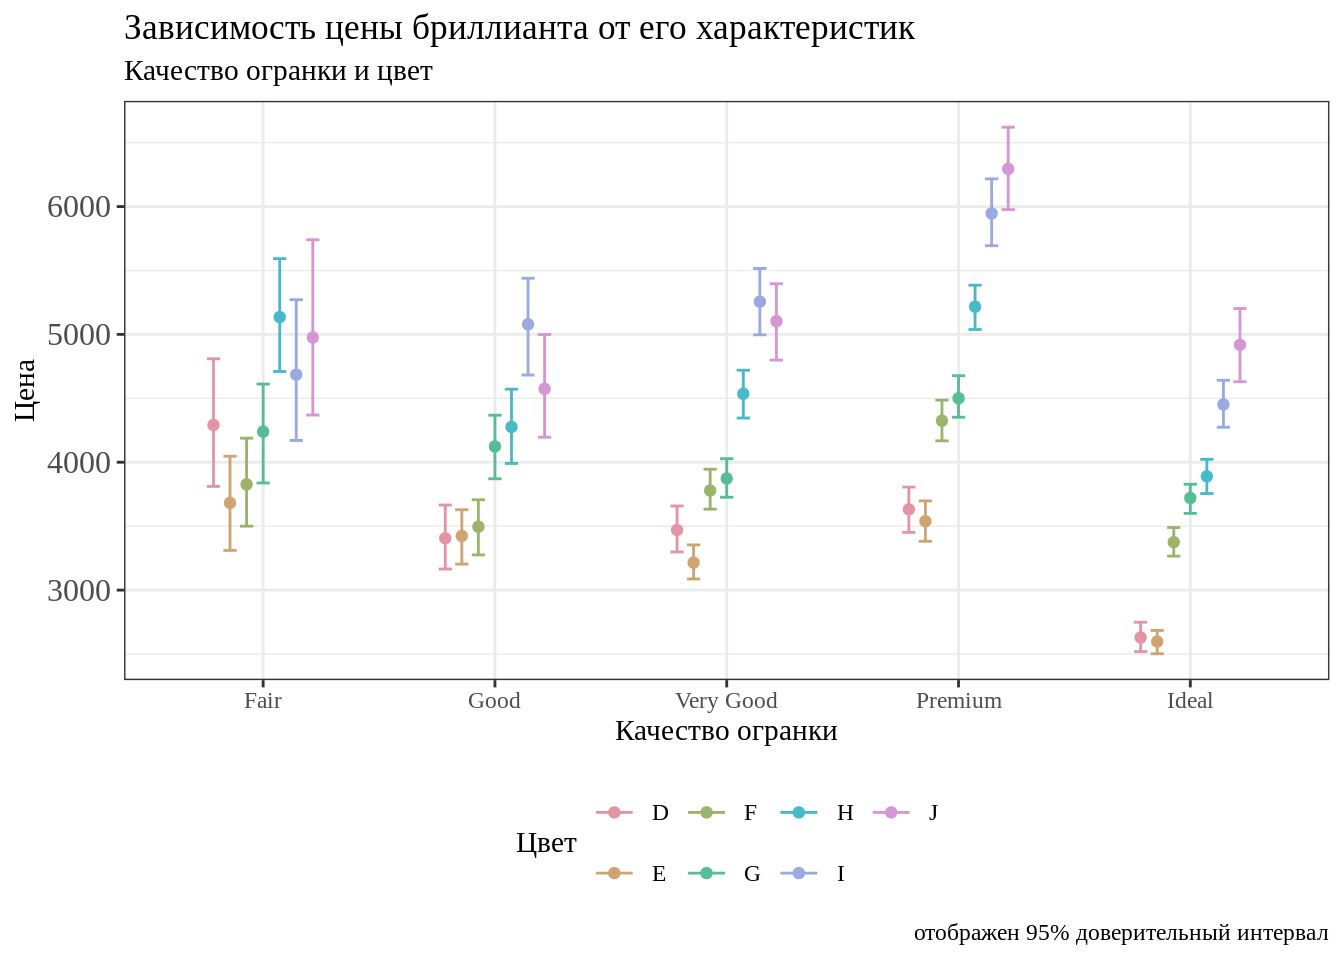 Зависимость цены бриллианта от его характеристик
Качество огранки и цвет
Цена
6000
5000
4000
3000
Fair Good Very Good Premium Ideal
Качество огранки
Цвет
D F H J
E G I
отображен 95% доверительный интервал